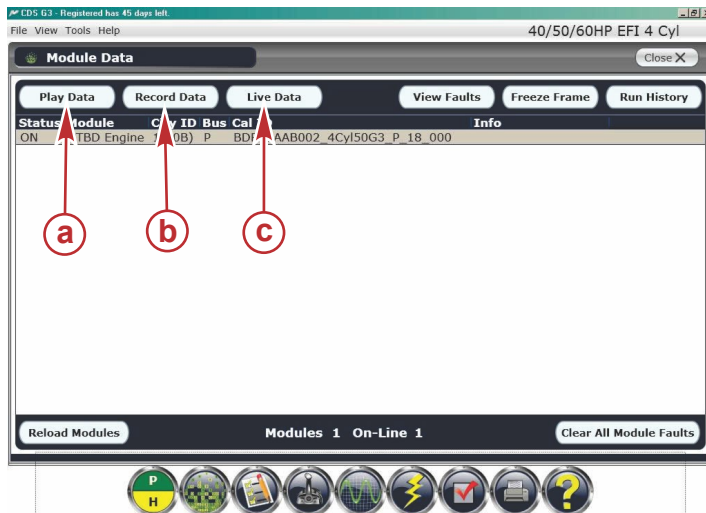 CDS G3 - Registered has 45 days left.
File View Tools Help
40/50/60HP EFI 4 Cyl
Module Data
Close X
Play Data Record Data Live Data View Faults Freeze Frame Run History
Status Module ID Bus Cal Info
ON TBD Engine P 4Cyl50G3_P_18_000
a b c
Reload Modules Modules 1 On-Line 1 Clear All Module Faults
P
H
?